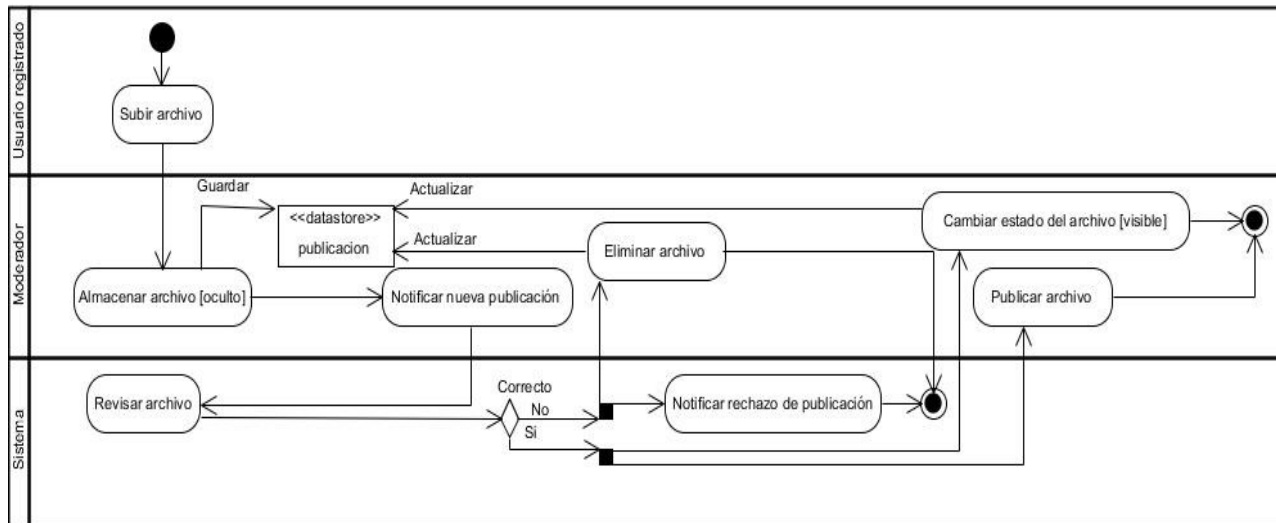 Usuario registrado
Subir archivo
Moderador
Guardar
<<datastore>>
publicacion
Actualizar
Actualizar
Eliminar archivo
Cambiar estado del archivo [visible]
Almacenar archivo [oculto]
Notificar nueva publicación
Publicar archivo
Sistema
Revisar archivo
Correcto
No
Si
Notificar rechazo de publicación